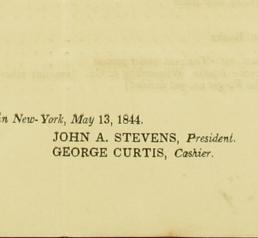 in New-York, May 13, 1844.
JOHN A. STEVENS, President.
GEORGE CURTIS, Cashier.